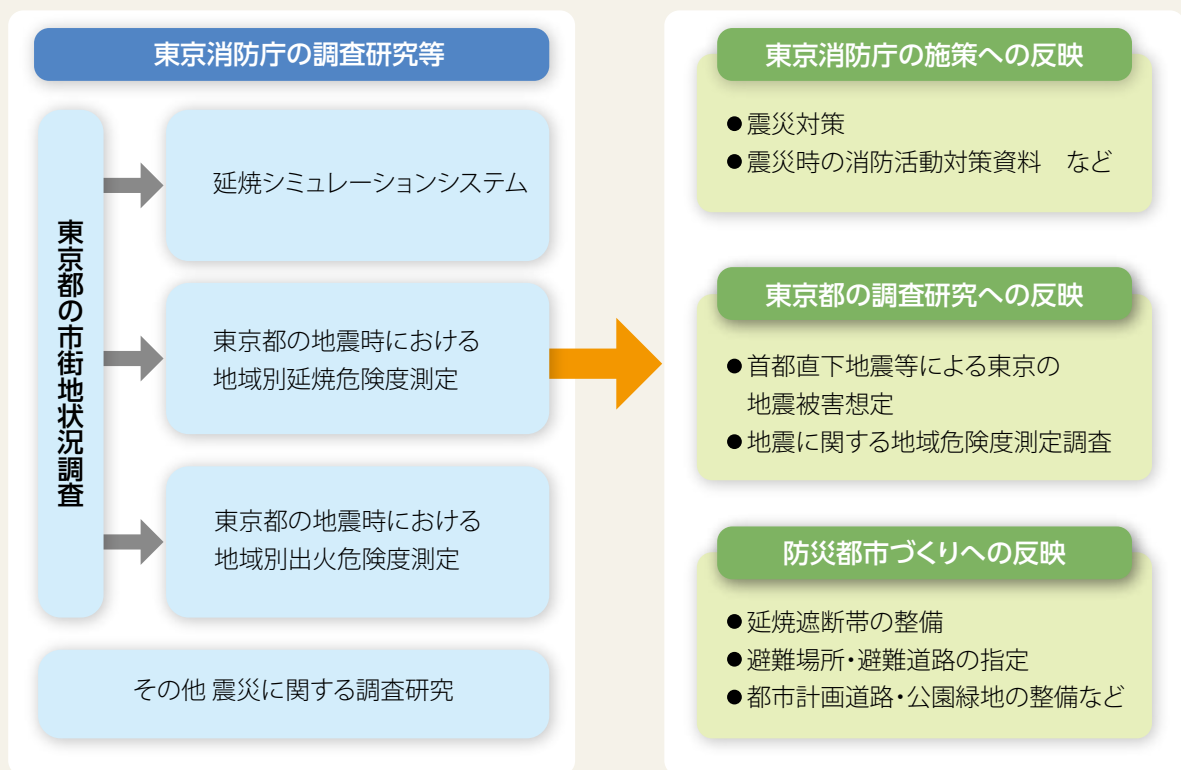 東京消防庁の調査研究等
東京都の市街地状況調査
延焼シミュレーションシステム
東京都の地震時における
地域別延焼危険度測定
東京都の地震時における
地域別出火危険度測定
その他 震災に関する調査研究
東京消防庁の施策への反映
●震災対策
●震災時の消防活動対策資料　など
東京都の調査研究への反映
●首都直下地震等による東京の
地震被害想定
●地震に関する地域危険度測定調査
防災都市づくりへの反映
●延焼遮断帯の整備
●避難場所・避難道路の指定
●都市計画道路・公園緑地の整備など